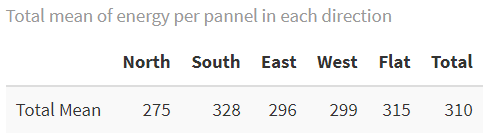 Total mean of energy per pannel in each direction
North South East West Flat Total
Total Mean 275 328 296 299 315 310